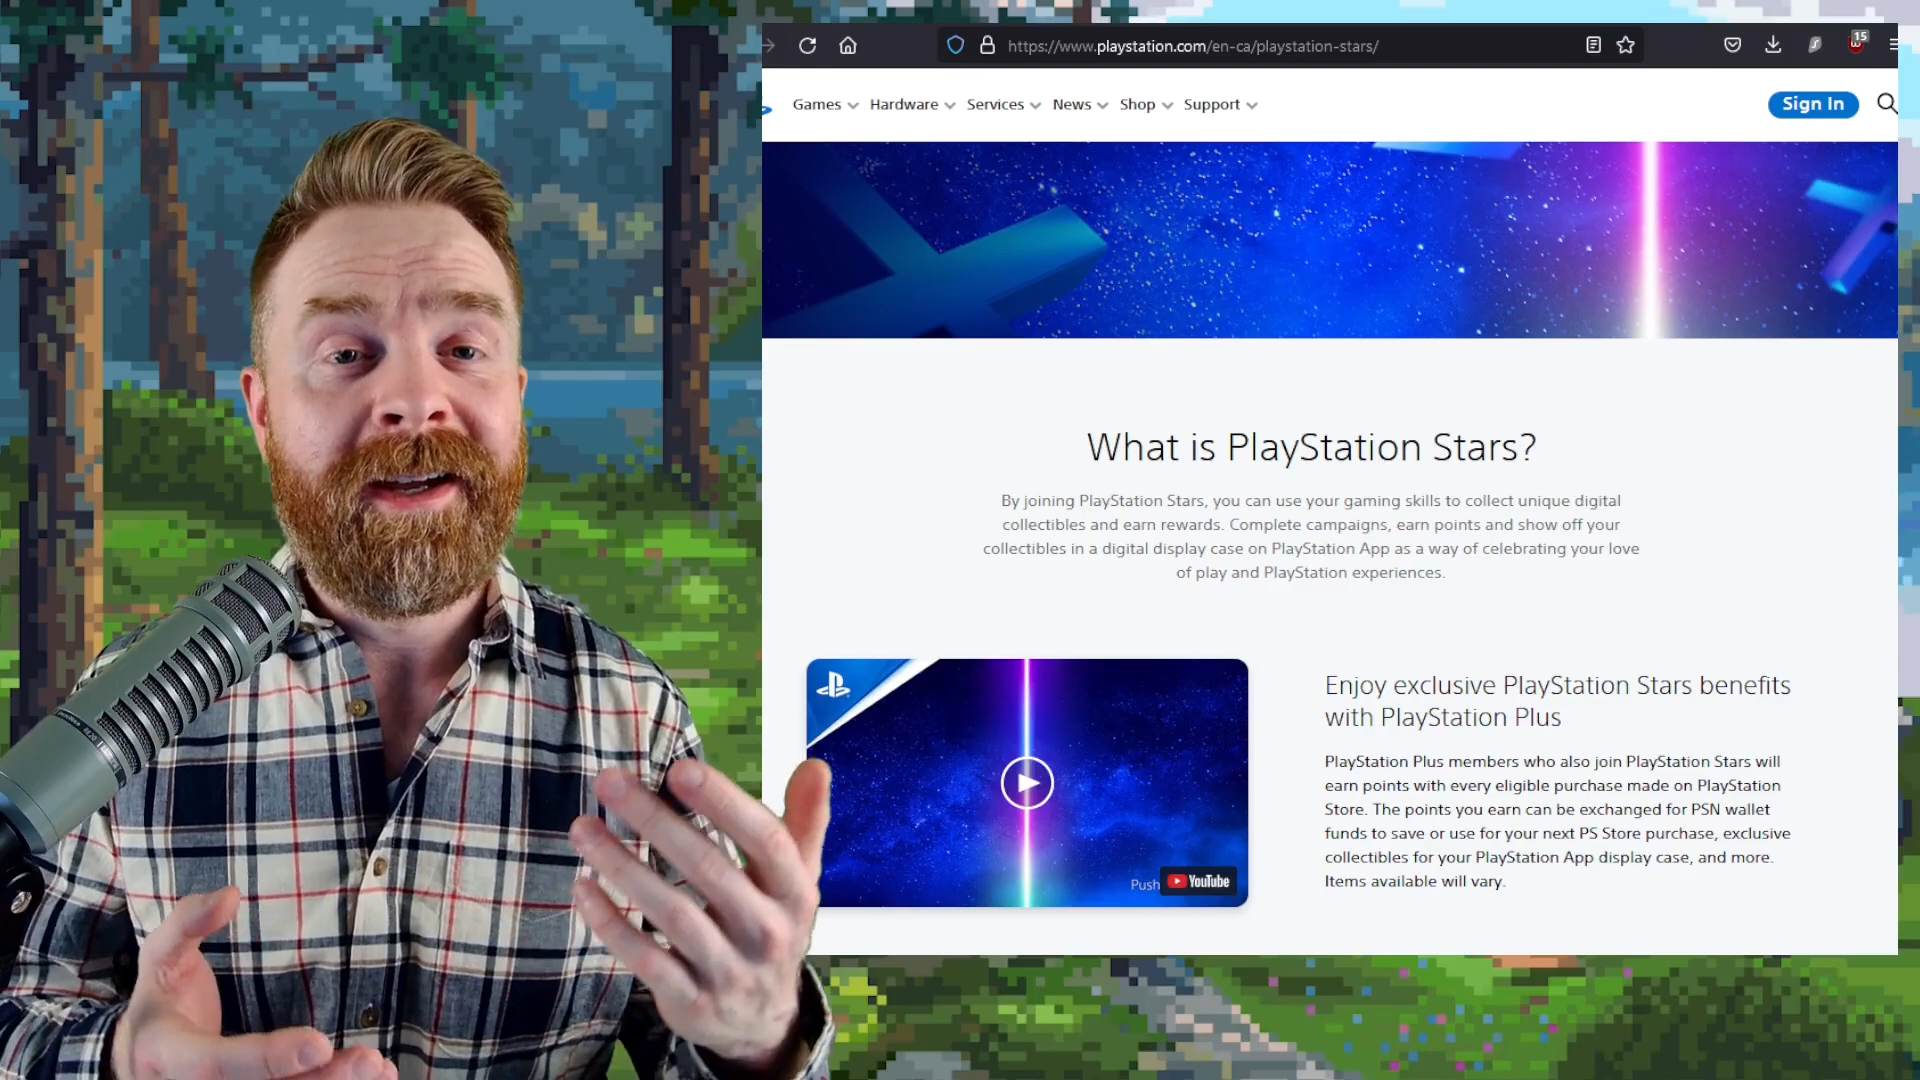 https://www.playstation.com/en-ca/playstation-stars/
15
Games Hardware Services News Shop Support
Sign In
What is PlayStation Stars?
By joining PlayStation Stars, you can use your gaming skills to collect unique digital
collectibles and earn rewards. Complete campaigns, earn points and show off your
collectibles in a digital display case on PlayStation App as a way of celebrating your love
of play and PlayStation experiences.
Push YouTube
Enjoy exclusive PlayStation Stars benefits
with PlayStation Plus
PlayStation Plus members who also join PlayStation Stars will
earn points with every eligible purchase made on PlayStation
Store. The points you earn can be exchanged for PSN wallet
funds to save or use for your next PS Store purchase, exclusive
collectibles for your PlayStation App display case, and more.
Items available will vary.